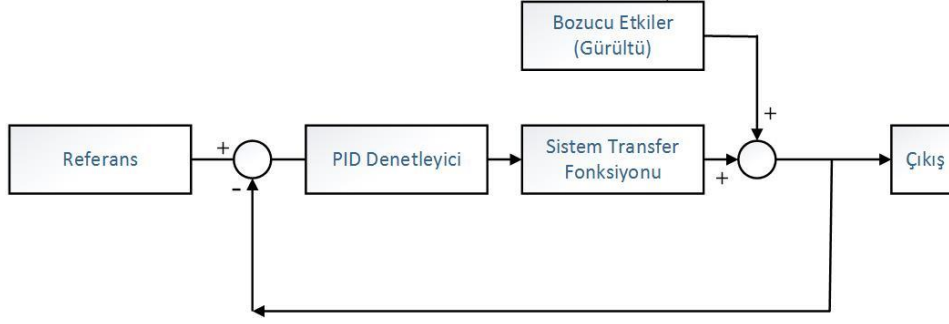 Bozucu Etkiler
(Gürültü)
+
Referans
+
-
PID Denetleyici
Sistem Transfer
Fonksiyonu
+
Çıkış